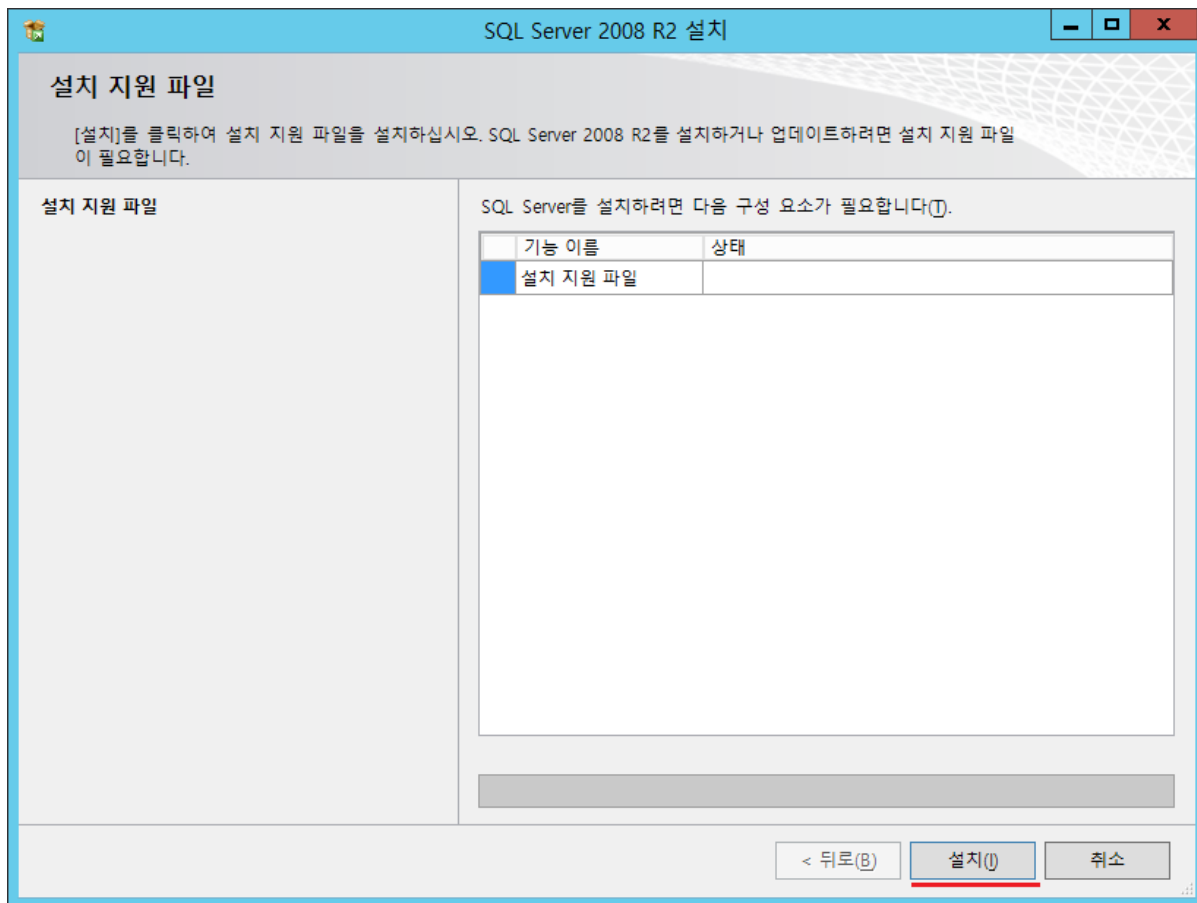 SQL Server 2008 R2 설치
설치 지원 파일
[설치]를 클릭하여 설치 지원 파일을 설치하십시오. SQL Server 2008 R2를 설치하거나 업데이트하려면 설치 지원 파일
이 필요합니다.
설치 지원 파일
SQL Server를 설치하려면 다음 구성 요소가 필요합니다(T).
기능 이름 상태
설치 지원 파일
< 뒤로(B) 설치(I) 취소